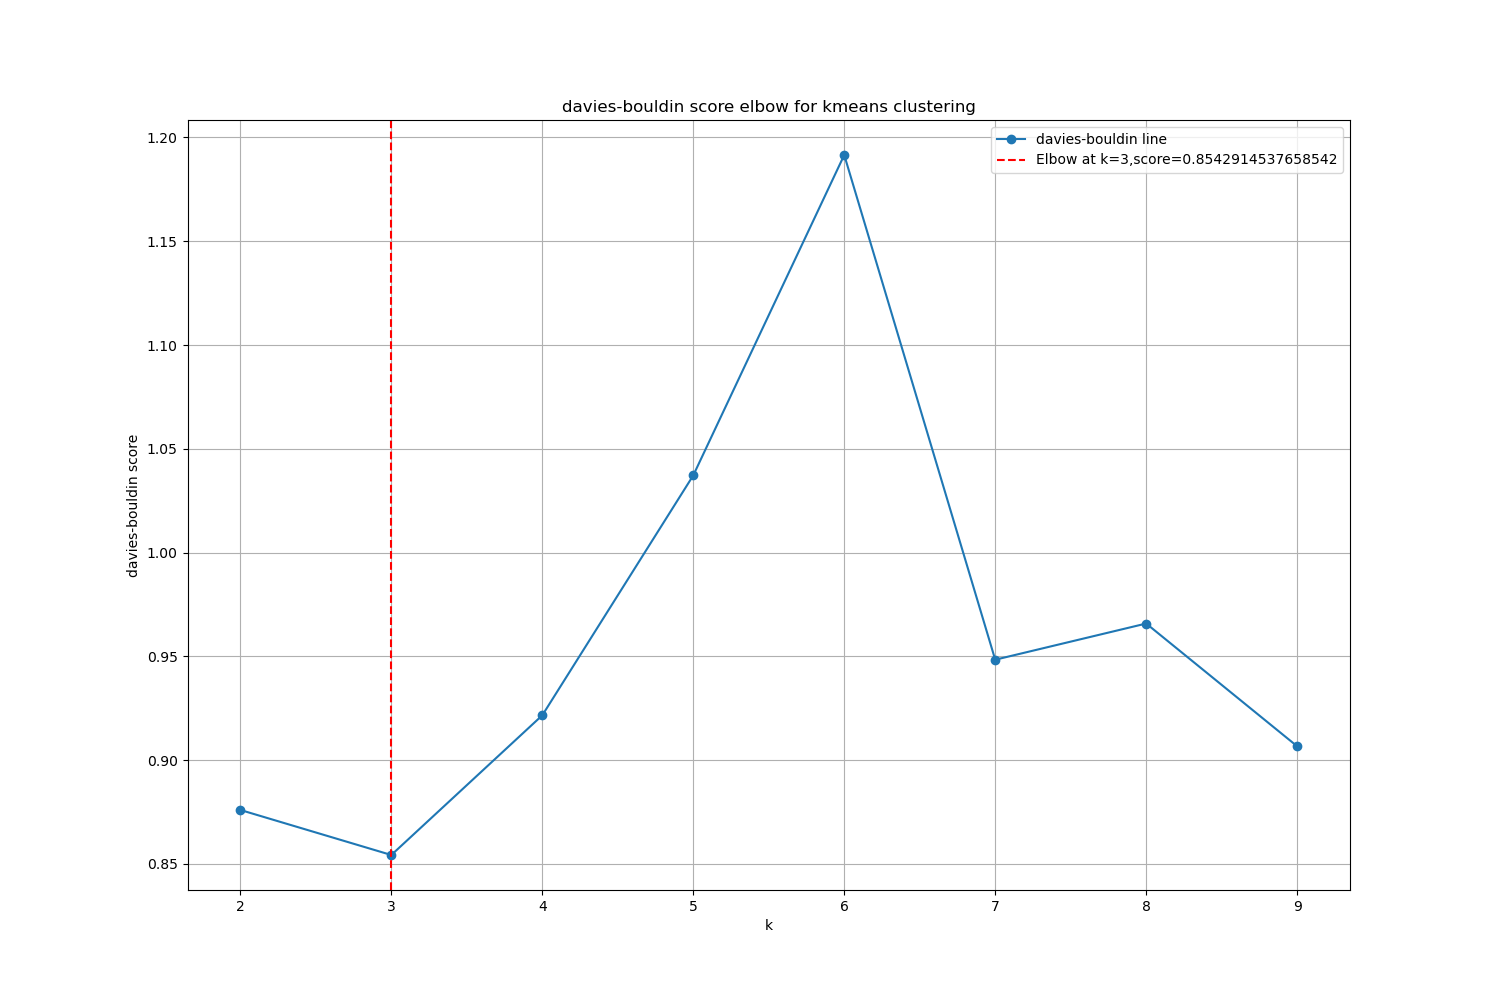 davies-bouldin score elbow for kmeans clustering
davies-bouldin line
Elbow at k=3,score=0.8542914537658542
1.20
1.15
1.10
1.05
1.00
0.95
0.90
0.85
davies-bouldin score
2 3 4 5 6 7 8 9
k